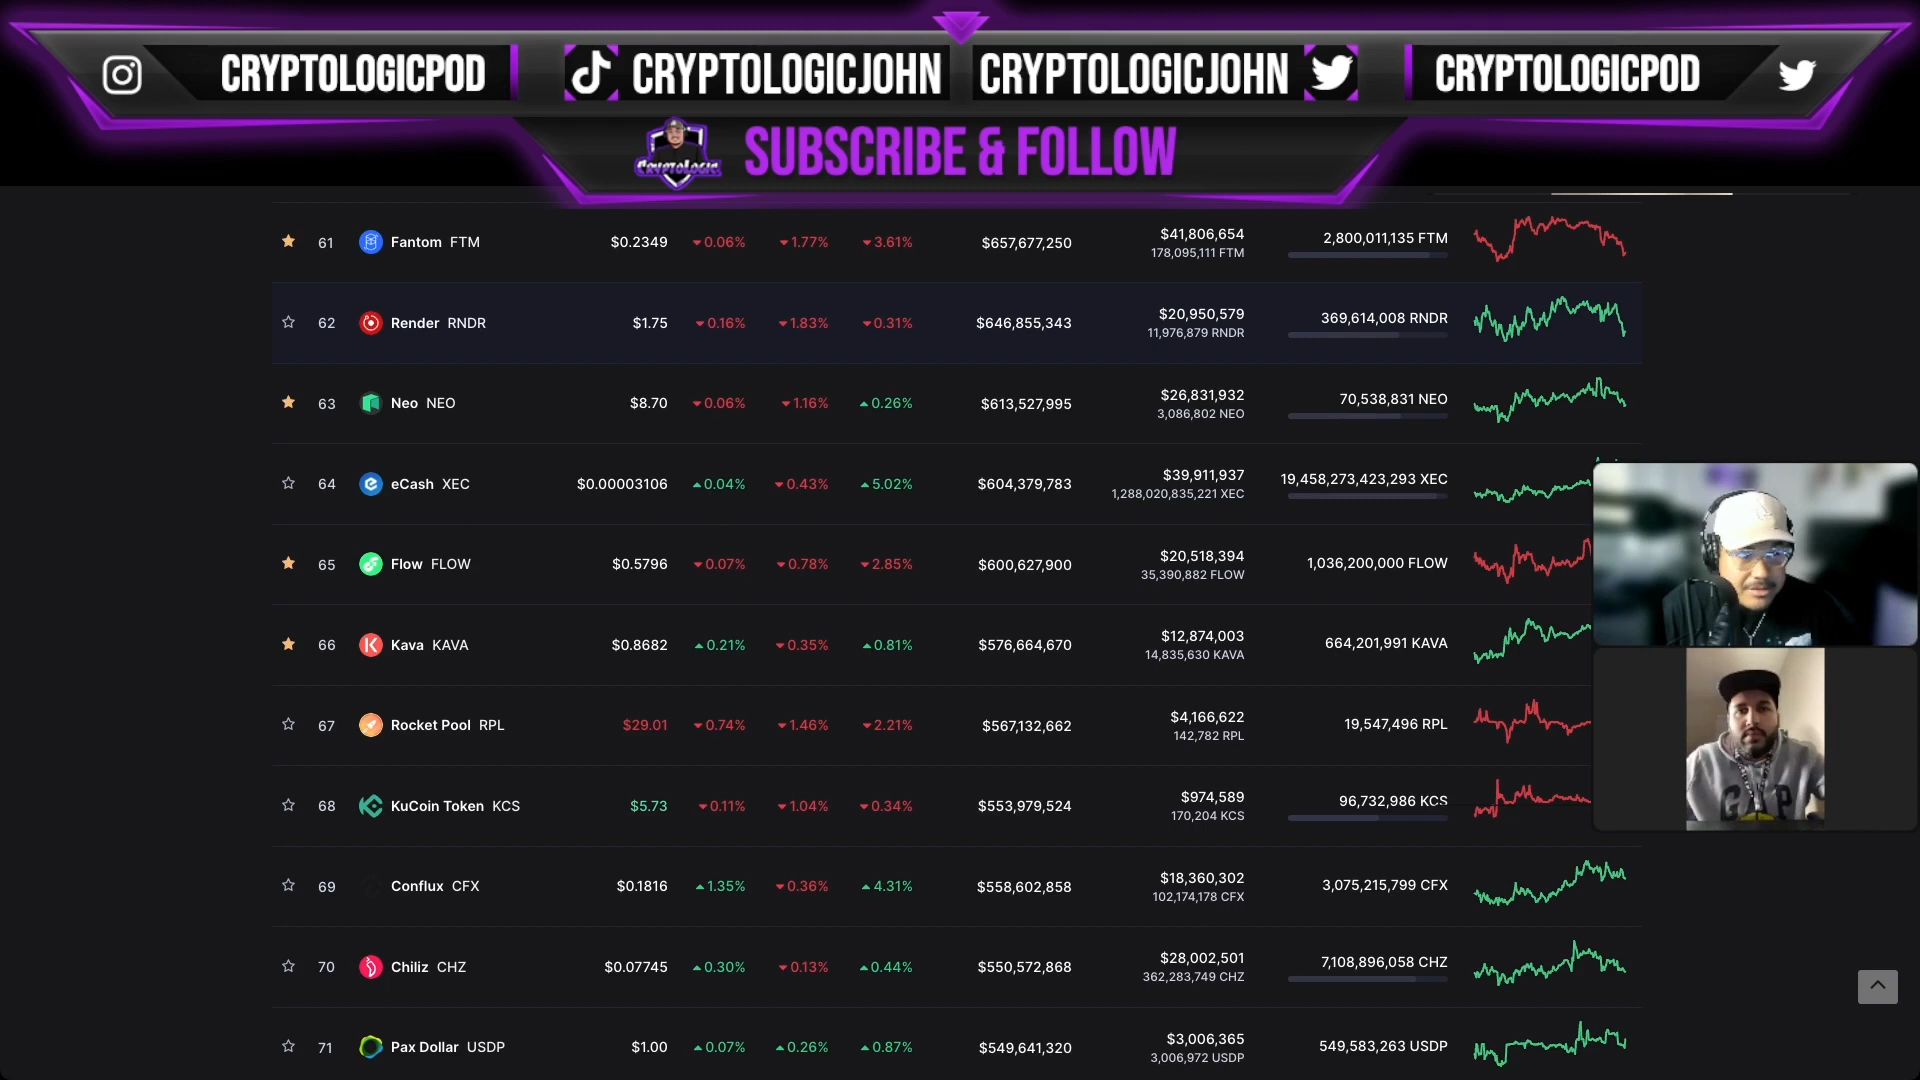 CRYPTOLOGICPOD CRYPTOLOGICJOHN CRYPTOLOGICJOHN CRYPTOLOGICPOD
CRYPTOLOGIC SUBSCRIBE & FOLLOW
61 Fantom FTM $0.2349 0.06% 1.77% 3.61% $657,677,250 $41,806,654 2,800,011,135 FTM
178,095,111 FTM
62 Render RNDR $1.75 0.16% 1.83% 0.31% $646,855,343 $20,950,579 369,614,008 RNDR
11,976,879 RNDR
63 Neo NEO $8.70 0.06% 1.16% 0.26% $613,527,995 $26,831,932 70,538,831 NEO
3,086,802 NEO
64 eCash XEC $0.00003106 0.04% 0.43% 5.02% $604,379,783 $39,911,937 19,458,273,423,293 XEC
1,288,020,835,221 XEC
65 Flow FLOW $0.5796 0.07% 0.78% 2.85% $600,627,900 $20,518,394 1,036,200,000 FLOW
35,390,882 FLOW
66 Kava KAVA $0.8682 0.21% 0.35% 0.81% $576,664,670 $12,874,003 664,201,991 KAVA
14,835,630 KAVA
67 Rocket Pool RPL $29.01 0.74% 1.46% 2.21% $567,132,662 $4,166,622 19,547,496 RPL
142,782 RPL
68 KuCoin Token KCS $5.73 0.11% 1.04% 0.34% $553,979,524 $974,589 96,732,986 KCS
170,204 KCS
69 Conflux CFX $0.1816 1.35% 0.36% 4.31% $558,602,858 $18,360,302 3,075,215,799 CFX
102,174,178 CFX
70 Chiliz CHZ $0.07745 0.30% 0.13% 0.44% $550,572,868 $28,002,501 7,108,896,058 CHZ
362,283,749 CHZ
71 Pax Dollar USDP $1.00 0.07% 0.26% 0.87% $549,641,320 $3,006,365 549,583,263 USDP
3,006,972 USDP
GAP